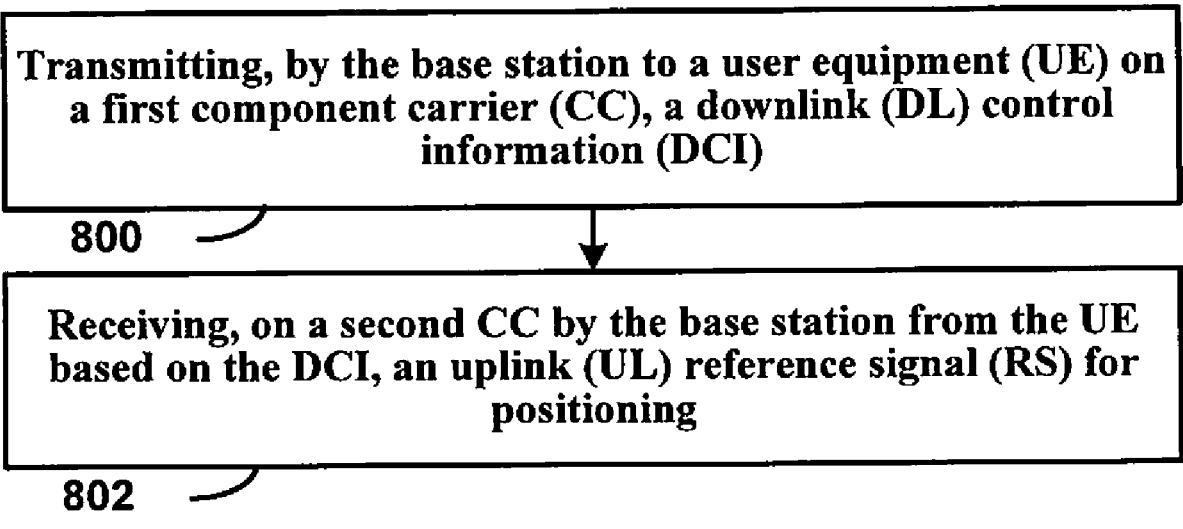 Transmitting, by the base station to a user equipment (UE) on
a first component carrier (CC), a downlink (DL) control
information (DCI)
800
Receiving, on a second CC by the base station from the UE
based on the DCI, an uplink (UL) reference signal (RS) for
positioning
802